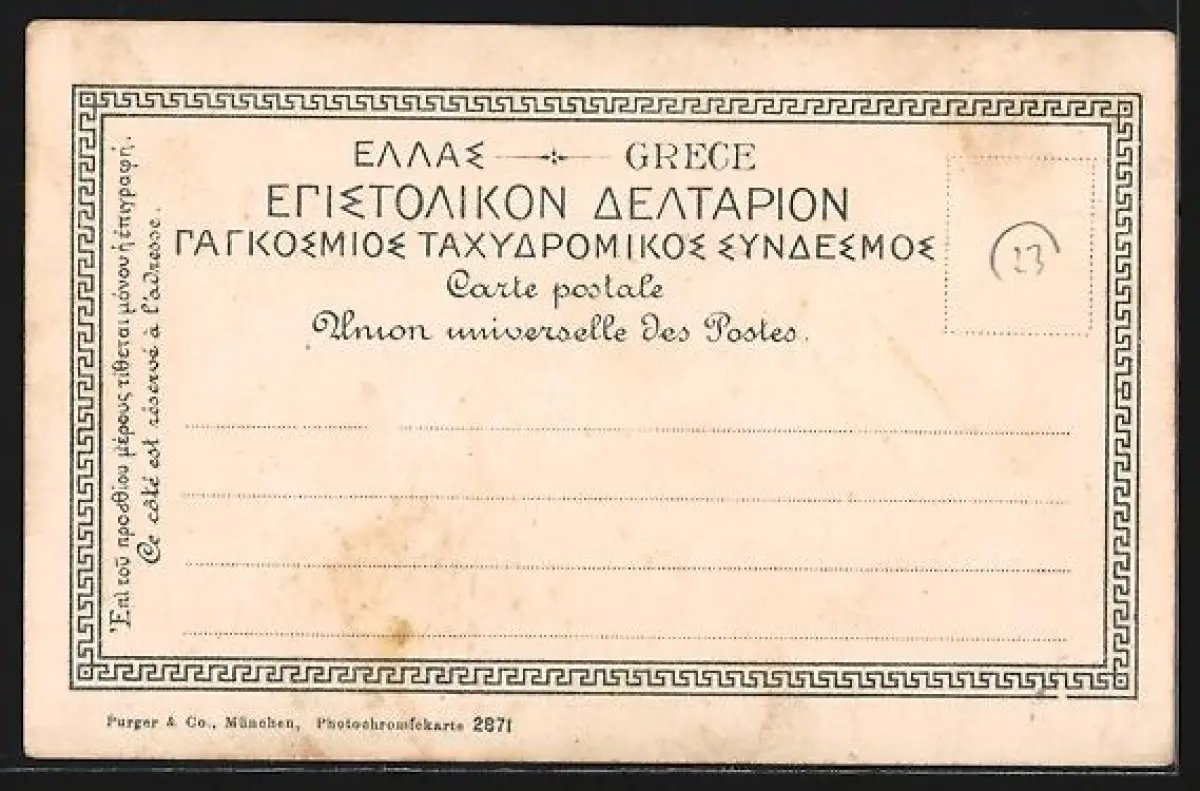 ΕΛΛΑΣ GRECE
ΕΠΙΣΤΟΛΙΚΟΝ ΔΕΛΤΑΡΙΟΝ
ΠΑΓΚΟΣΜΙΟΣ ΤΑΧΥΔΡΟΜΙΚΟΣ ΣΥΝΔΕΣΜΟΣ
Carte postale
Union universelle des Postes.
23
Ἐπὶ τοῦ προσθίου μέρους τίθεται μόνον ἡ ἐπιγραφή.
Ce côté est réservé à l'adresse.
Purger & Co., München, Photochromiekarte 2871